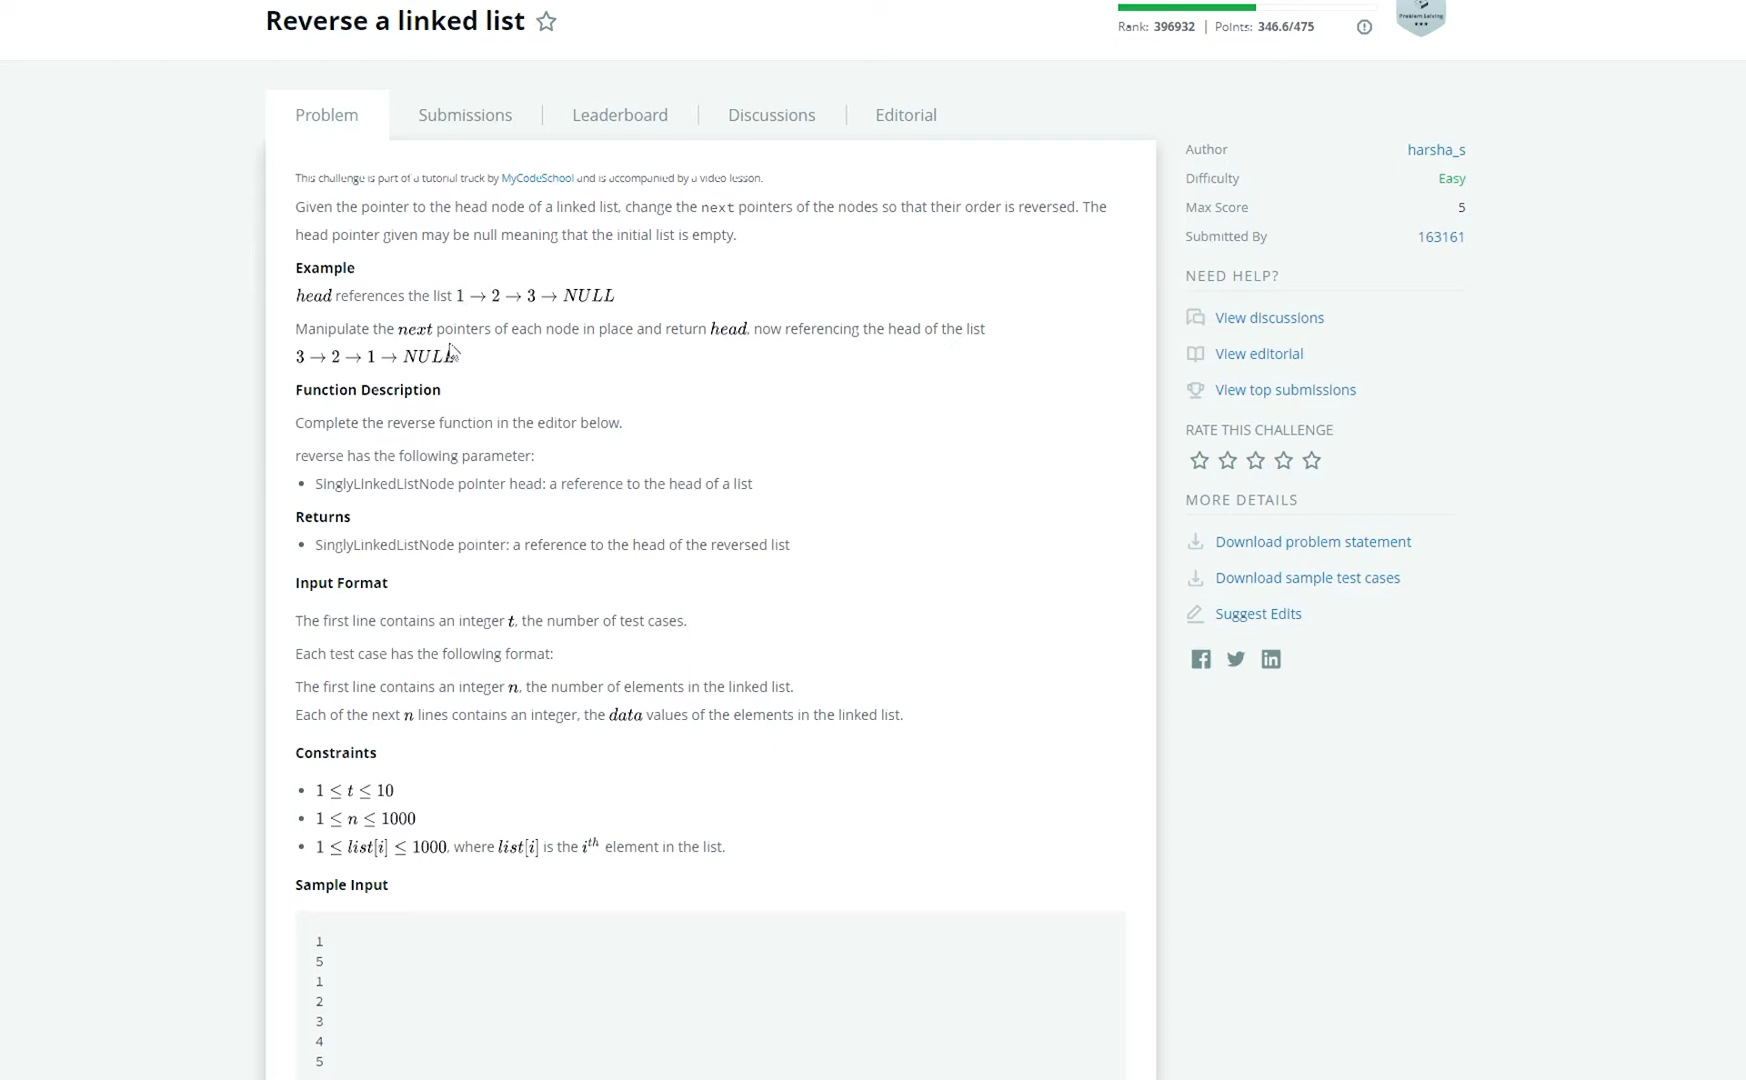 Reverse a linked list
Problem Solving
Rank: 396932 | Points: 346.6/475
Problem Submissions Leaderboard Discussions Editorial
This challenge is part of a tutorial track by MyCodeSchool and is accompanied by a video lesson.
Given the pointer to the head node of a linked list, change the next pointers of the nodes so that their order is reversed. The
head pointer given may be null meaning that the initial list is empty.
Example
head references the list 1 → 2 → 3 → NULL
Manipulate the next pointers of each node in place and return head, now referencing the head of the list
3 → 2 → 1 → NULL
Function Description
Complete the reverse function in the editor below.
reverse has the following parameter:
• SinglyLinkedListNode pointer head: a reference to the head of a list
Returns
• SinglyLinkedListNode pointer: a reference to the head of the reversed list
Input Format
The first line contains an integer t, the number of test cases.
Each test case has the following format:
The first line contains an integer n, the number of elements in the linked list.
Each of the next n lines contains an integer, the data values of the elements in the linked list.
Constraints
• 1 ≤ t ≤ 10
• 1 ≤ n ≤ 1000
• 1 ≤ list[i] ≤ 1000, where list[i] is the i^th element in the list.
Sample Input
1
5
1
2
3
4
5
Author harsha_s
Difficulty Easy
Max Score 5
Submitted By 163161
NEED HELP?
View discussions
View editorial
View top submissions
RATE THIS CHALLENGE
MORE DETAILS
Download problem statement
Download sample test cases
Suggest Edits